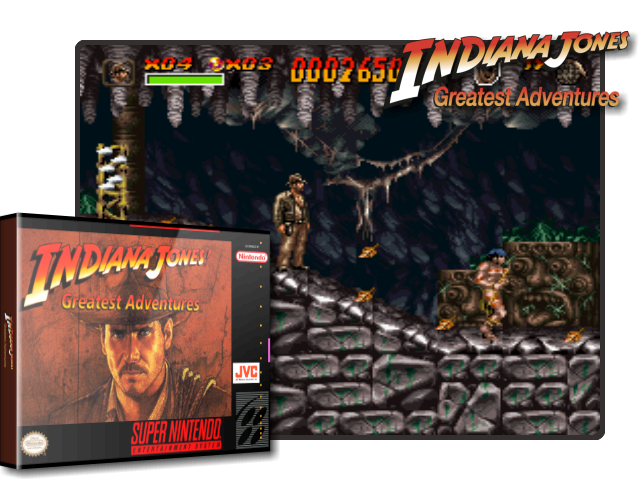 x04 x03 0002650
INDIANA JONES
Greatest Adventures
INDIANA JONES
Greatest Adventures
Nintendo
JVC
SUPER NINTENDO
ENTERTAINMENT SYSTEM